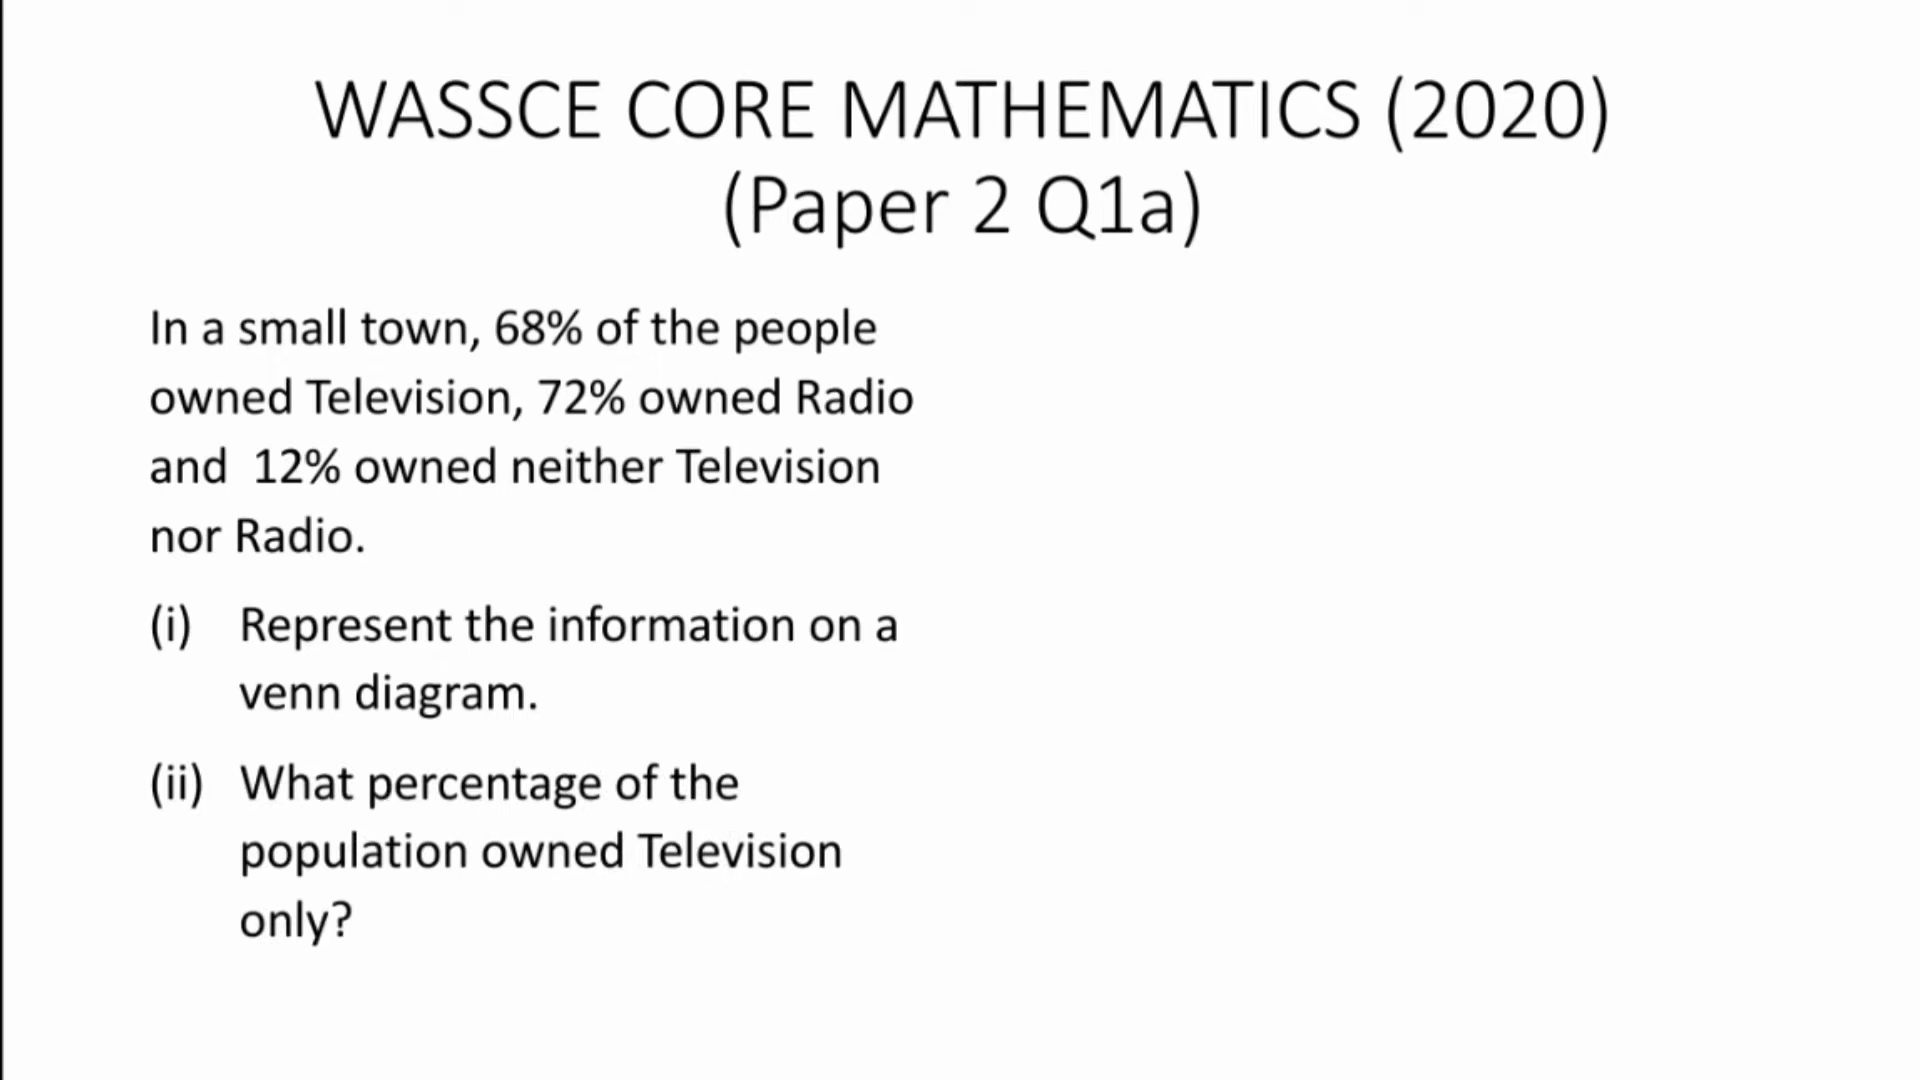 WASSCE CORE MATHEMATICS (2020)
(Paper 2 Q1a)
In a small town, 68% of the people
owned Television, 72% owned Radio
and 12% owned neither Television
nor Radio.
(i) Represent the information on a
venn diagram.
(ii) What percentage of the
population owned Television
only?